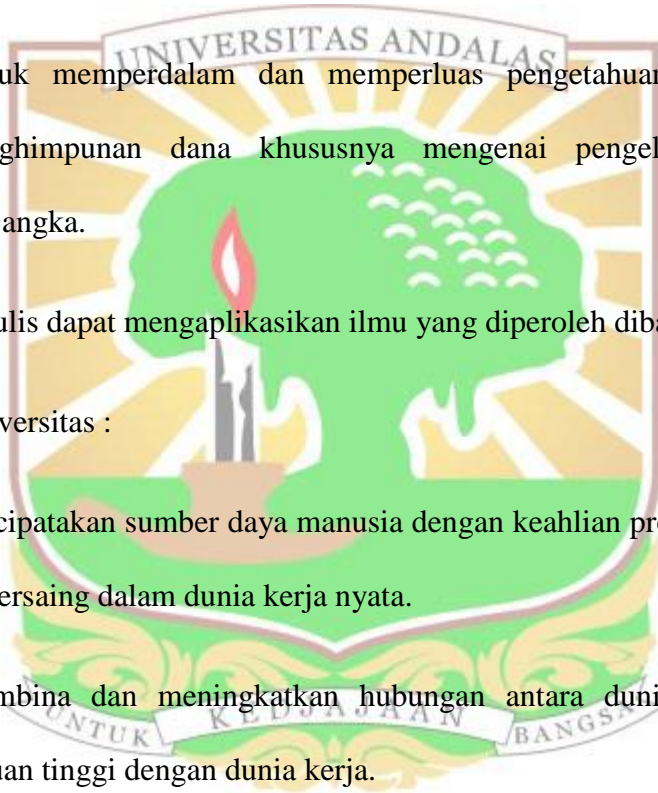 UNIVERSITAS ANDALAS
uk memperdalam dan memperluas pengetahuan
nghimpunan dana khususnya mengenai pengel
angka.
ulis dapat mengaplikasikan ilmu yang diperoleh diba
iversitas :
cipatakan sumber daya manusia dengan keahlian pr
ersaing dalam dunia kerja nyata.
mbina dan meningkatkan hubungan antara duni
UNTUK KEDJAJAAN BANGSA
uan tinggi dengan dunia kerja.